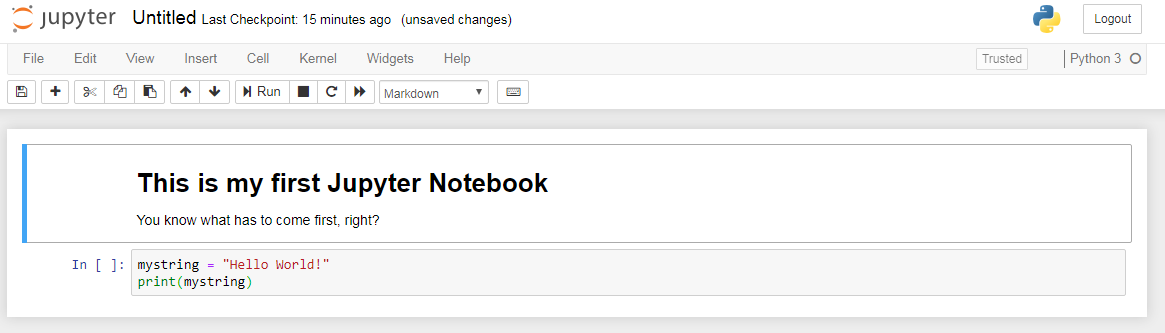 jupyter Untitled Last Checkpoint: 15 minutes ago (unsaved changes) Logout
File Edit View Insert Cell Kernel Widgets Help Trusted Python 3
Run Markdown
This is my first Jupyter Notebook
You know what has to come first, right?
In [ ]: mystring = "Hello World!"
print(mystring)